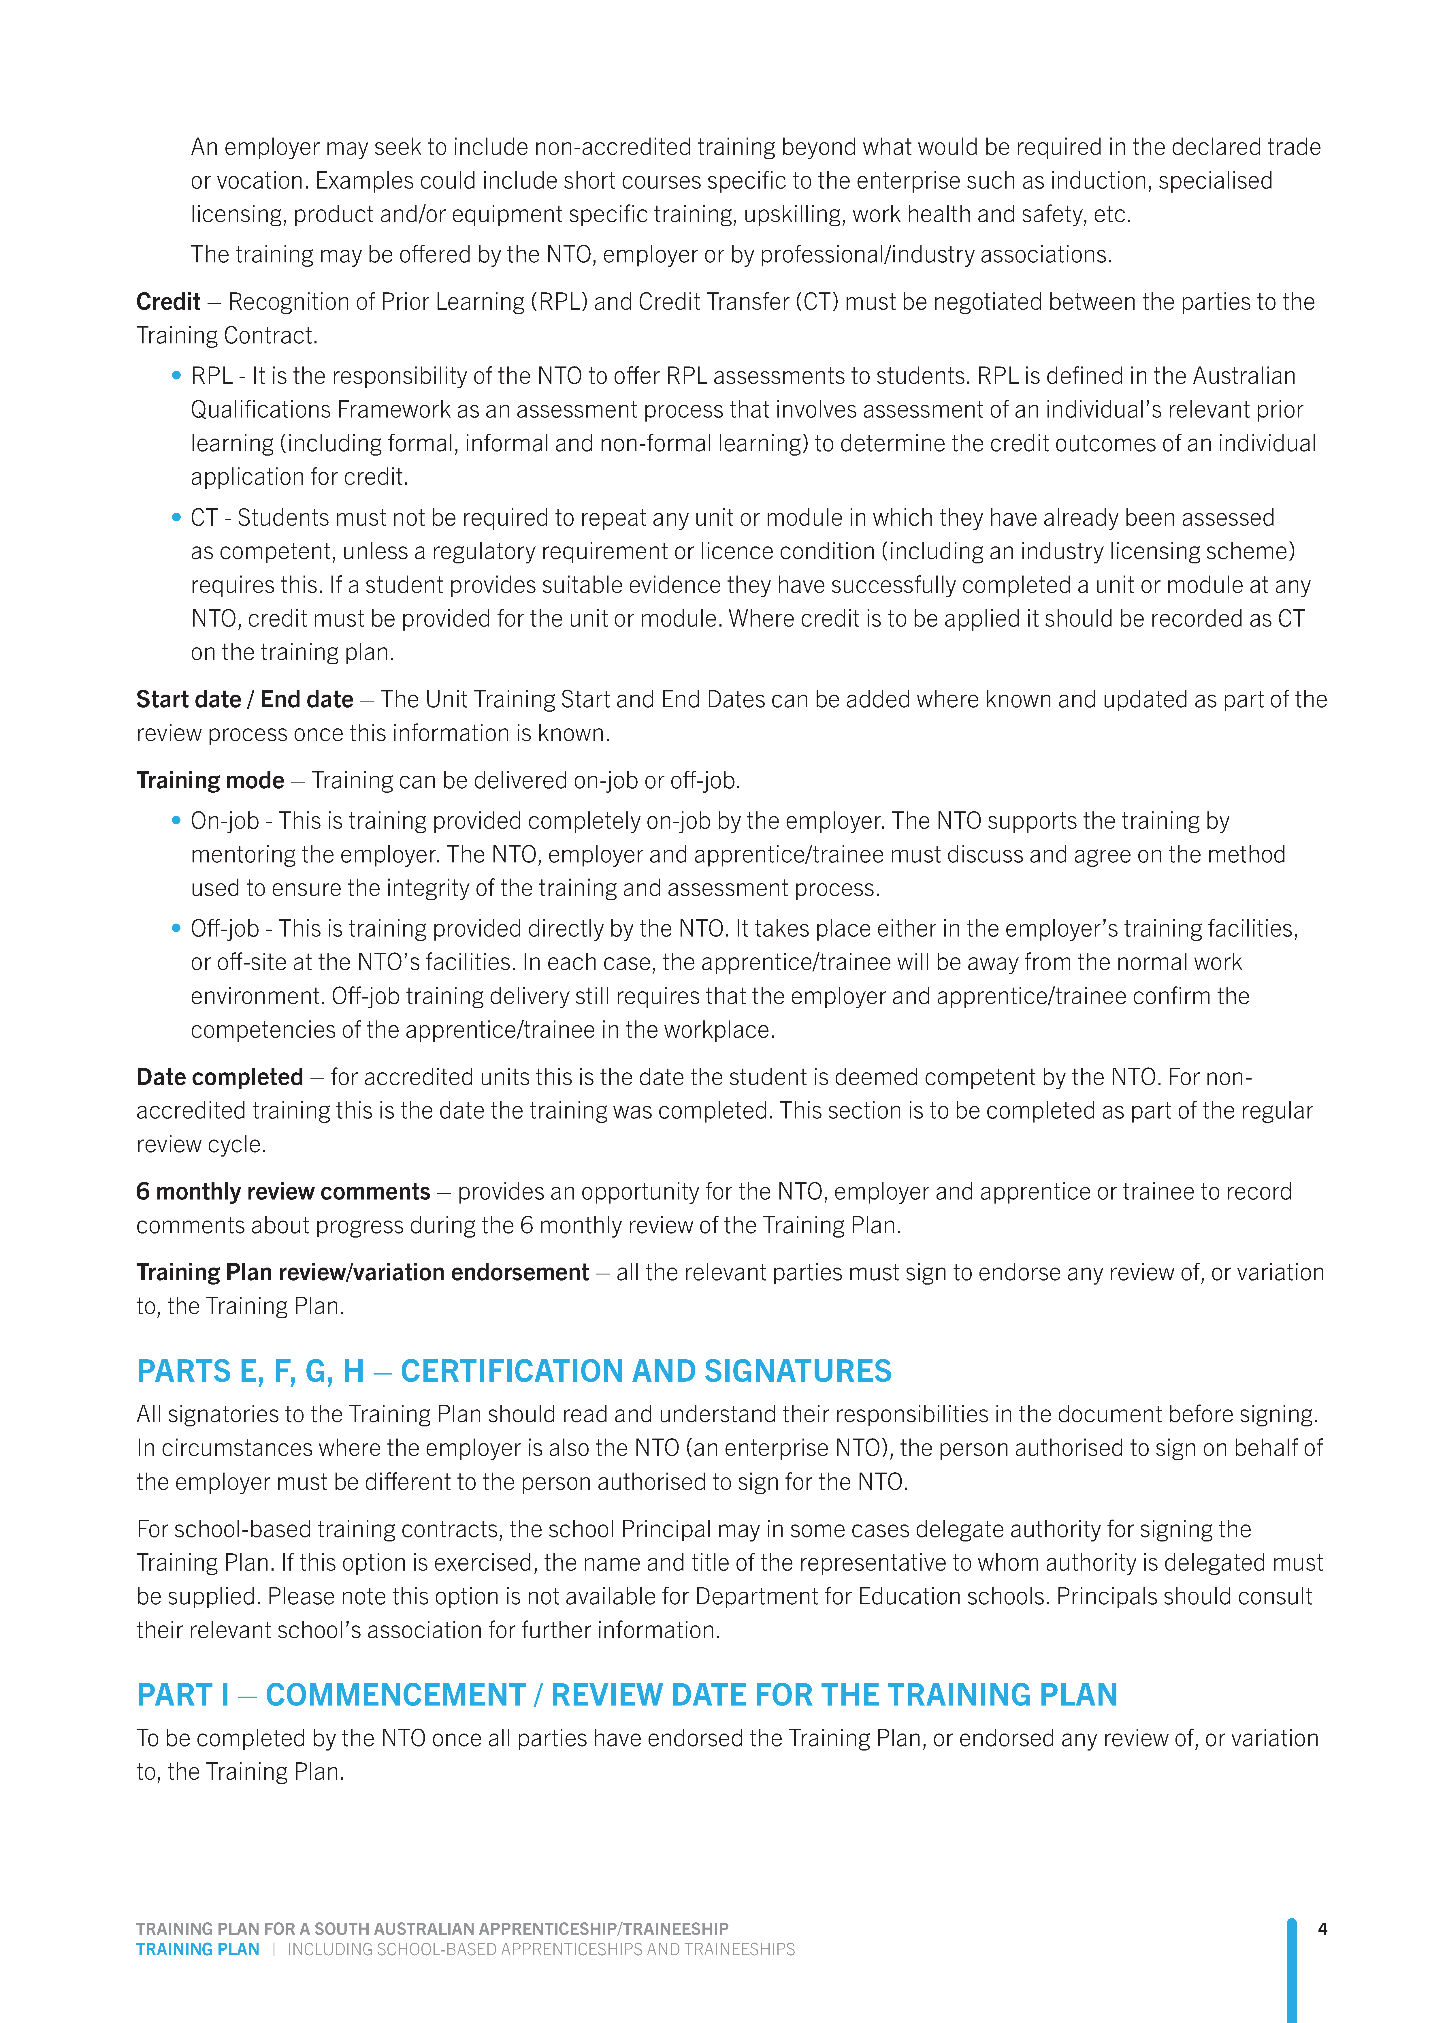 An employer may seek to include non-accredited training beyond what would be required in the declared trade
or vocation. Examples could include short courses specific to the enterprise such as induction, specialised
licensing, product and/or equipment specific training, upskilling, work health and safety, etc.
The training may be offered by the NTO, employer or by professional/industry associations.
Credit – Recognition of Prior Learning (RPL) and Credit Transfer (CT) must be negotiated between the parties to the
Training Contract.
• RPL - It is the responsibility of the NTO to offer RPL assessments to students. RPL is defined in the Australian
Qualifications Framework as an assessment process that involves assessment of an individual’s relevant prior
learning (including formal, informal and non-formal learning) to determine the credit outcomes of an individual
application for credit.
• CT - Students must not be required to repeat any unit or module in which they have already been assessed
as competent, unless a regulatory requirement or licence condition (including an industry licensing scheme)
requires this. If a student provides suitable evidence they have successfully completed a unit or module at any
NTO, credit must be provided for the unit or module. Where credit is to be applied it should be recorded as CT
on the training plan.
Start date / End date – The Unit Training Start and End Dates can be added where known and updated as part of the
review process once this information is known.
Training mode – Training can be delivered on-job or off-job.
• On-job - This is training provided completely on-job by the employer. The NTO supports the training by
mentoring the employer. The NTO, employer and apprentice/trainee must discuss and agree on the method
used to ensure the integrity of the training and assessment process.
• Off-job - This is training provided directly by the NTO. It takes place either in the employer’s training facilities,
or off-site at the NTO’s facilities. In each case, the apprentice/trainee will be away from the normal work
environment. Off-job training delivery still requires that the employer and apprentice/trainee confirm the
competencies of the apprentice/trainee in the workplace.
Date completed – for accredited units this is the date the student is deemed competent by the NTO. For non-
accredited training this is the date the training was completed. This section is to be completed as part of the regular
review cycle.
6 monthly review comments – provides an opportunity for the NTO, employer and apprentice or trainee to record
comments about progress during the 6 monthly review of the Training Plan.
Training Plan review/variation endorsement – all the relevant parties must sign to endorse any review of, or variation
to, the Training Plan.
PARTS E, F, G, H – CERTIFICATION AND SIGNATURES
All signatories to the Training Plan should read and understand their responsibilities in the document before signing.
In circumstances where the employer is also the NTO (an enterprise NTO), the person authorised to sign on behalf of
the employer must be different to the person authorised to sign for the NTO.
For school-based training contracts, the school Principal may in some cases delegate authority for signing the
Training Plan. If this option is exercised, the name and title of the representative to whom authority is delegated must
be supplied. Please note this option is not available for Department for Education schools. Principals should consult
their relevant school’s association for further information.
PART I – COMMENCEMENT / REVIEW DATE FOR THE TRAINING PLAN
To be completed by the NTO once all parties have endorsed the Training Plan, or endorsed any review of, or variation
to, the Training Plan.
TRAINING PLAN FOR A SOUTH AUSTRALIAN APPRENTICESHIP/TRAINEESHIP
TRAINING PLAN | INCLUDING SCHOOL-BASED APPRENTICESHIPS AND TRAINEESHIPS
4